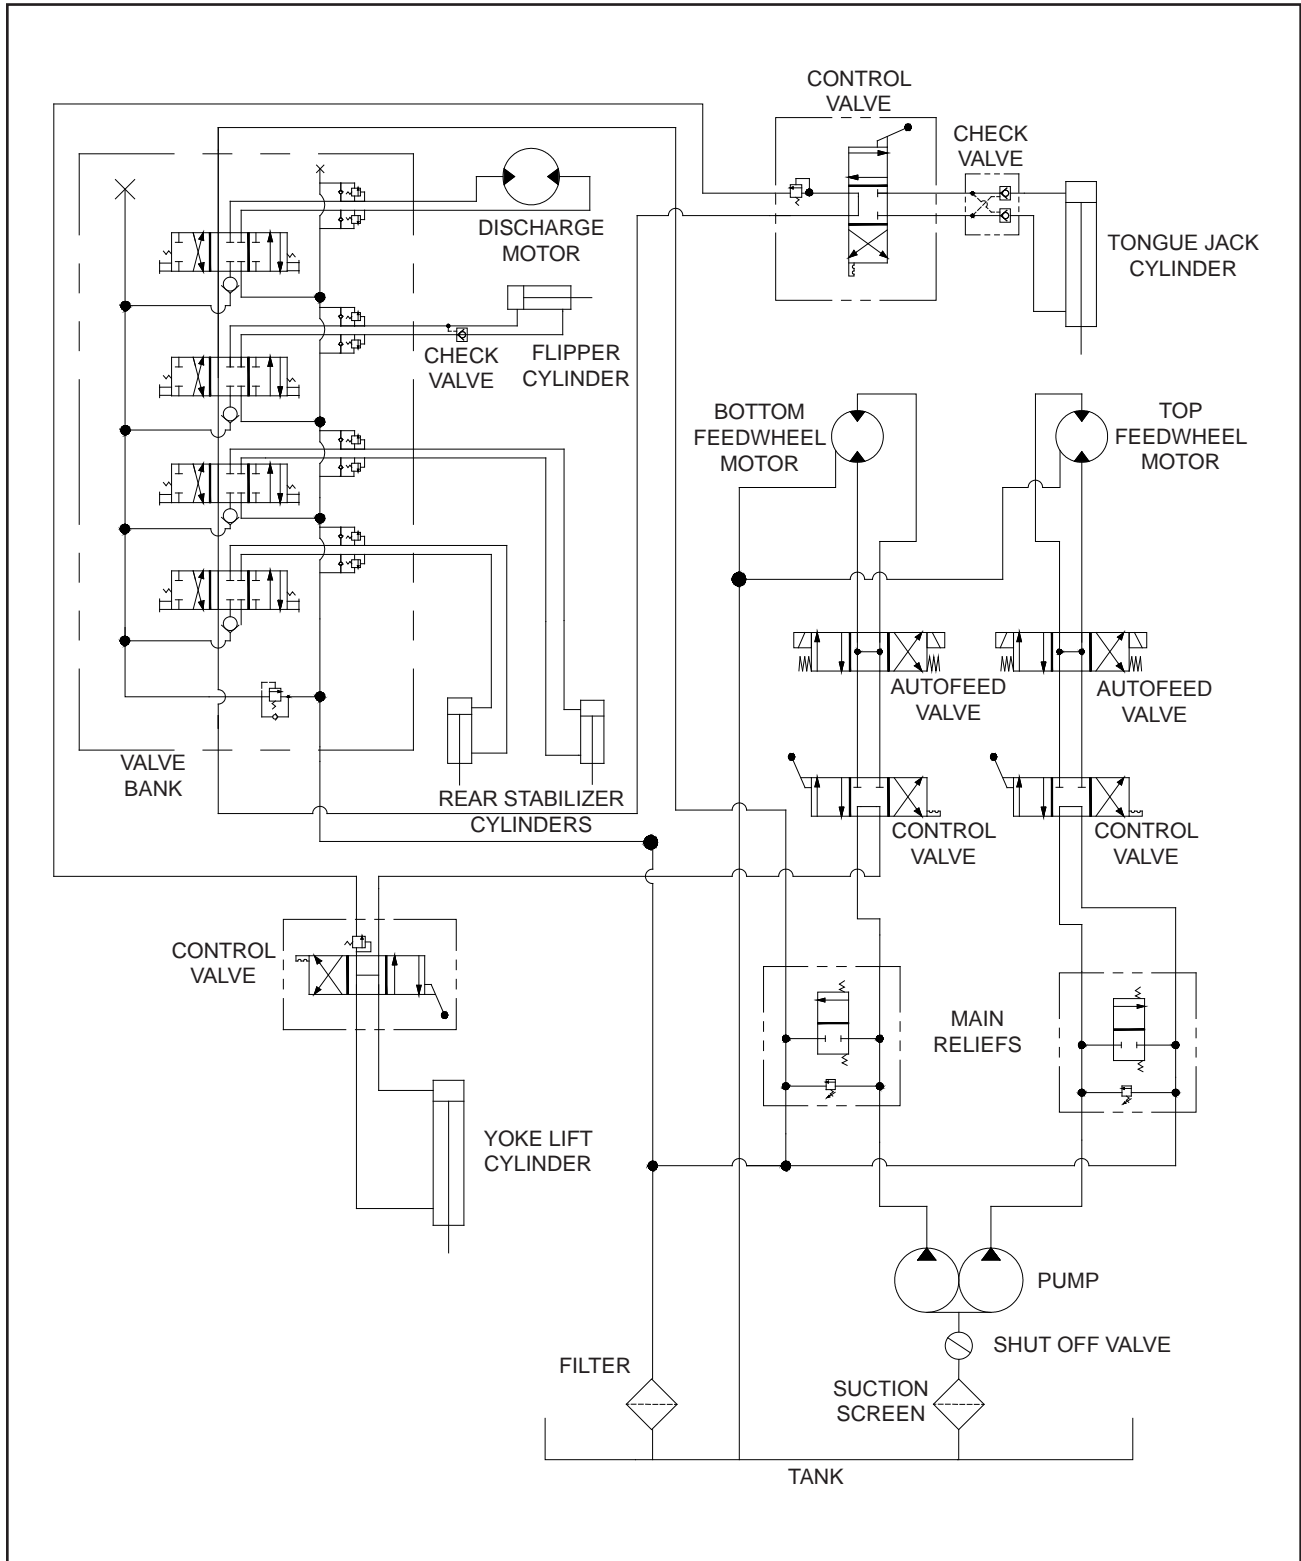 CONTROL
VALVE
CHECK
VALVE
DISCHARGE
MOTOR
TONGUE JACK
CYLINDER
CHECK
VALVE
FLIPPER
CYLINDER
BOTTOM
FEEDWHEEL
MOTOR
TOP
FEEDWHEEL
MOTOR
AUTOFEED
VALVE
AUTOFEED
VALVE
VALVE
BANK
REAR STABILIZER
CYLINDERS
CONTROL
VALVE
CONTROL
VALVE
CONTROL
VALVE
MAIN
RELIEFS
YOKE LIFT
CYLINDER
PUMP
SHUT OFF VALVE
FILTER
SUCTION
SCREEN
TANK